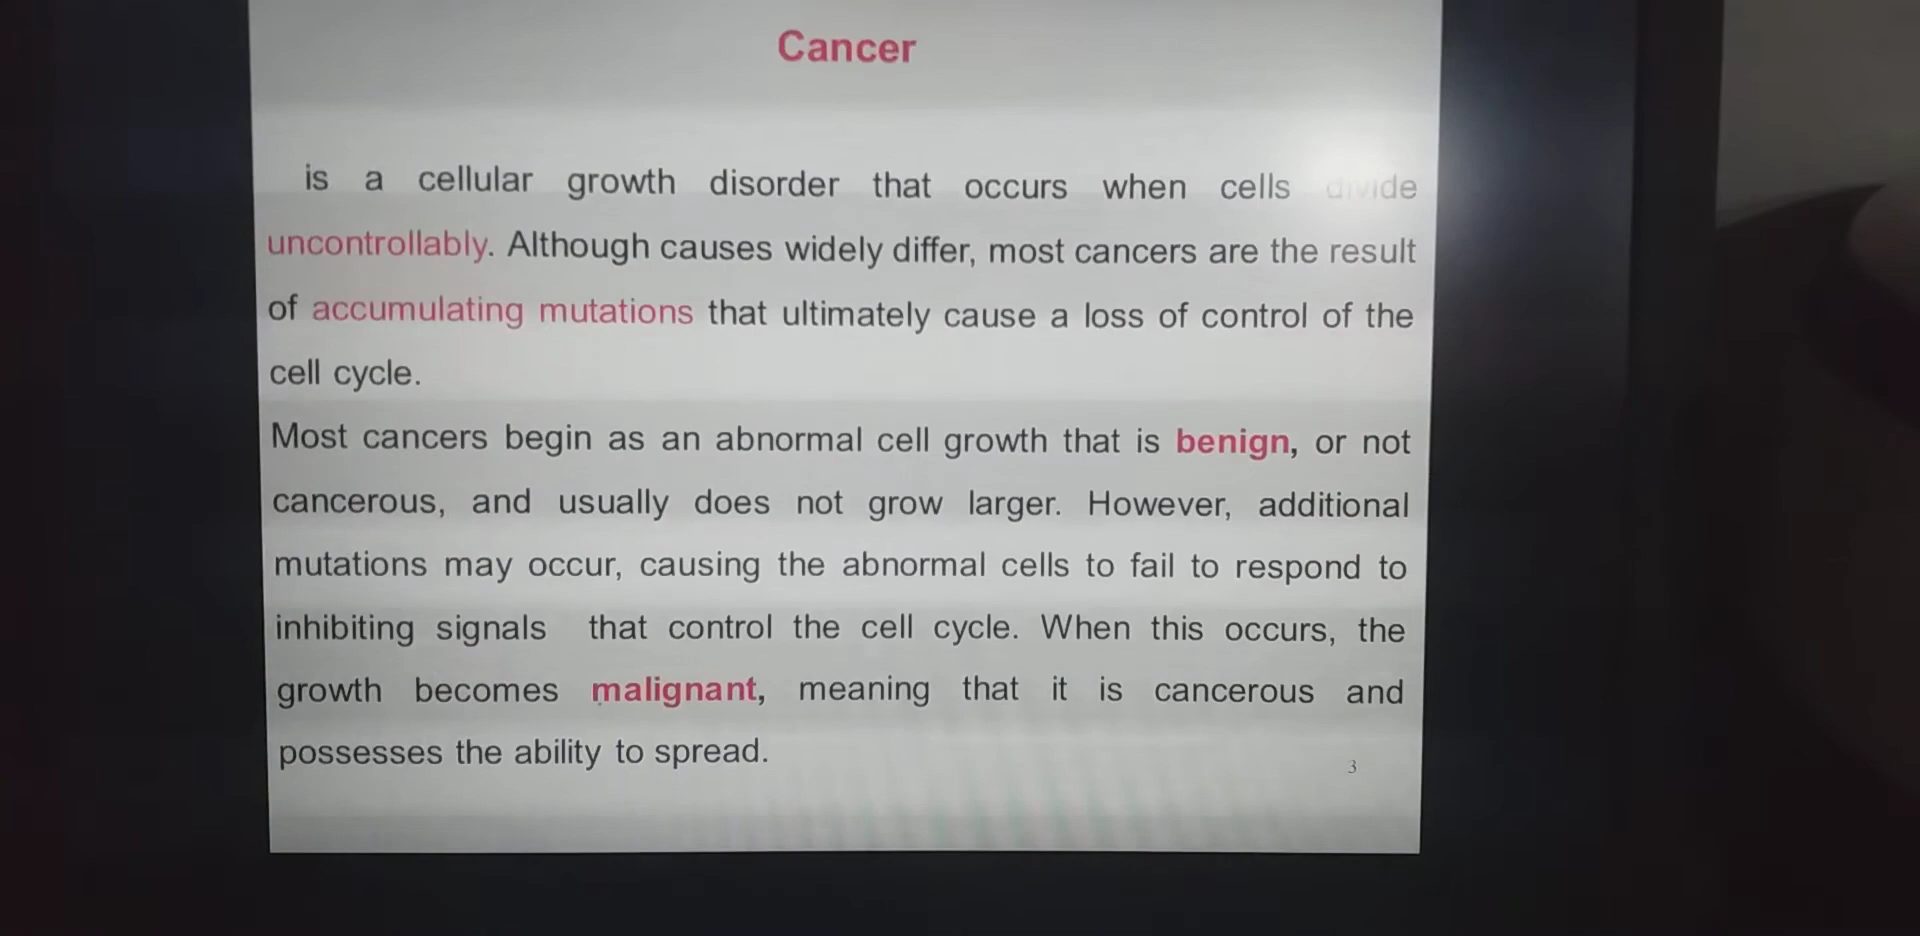 Cancer
is a cellular growth disorder that occurs when cells divide
uncontrollably. Although causes widely differ, most cancers are the result
of accumulating mutations that ultimately cause a loss of control of the
cell cycle.
Most cancers begin as an abnormal cell growth that is benign, or not
cancerous, and usually does not grow larger. However, additional
mutations may occur, causing the abnormal cells to fail to respond to
inhibiting signals that control the cell cycle. When this occurs, the
growth becomes malignant, meaning that it is cancerous and
possesses the ability to spread.
3